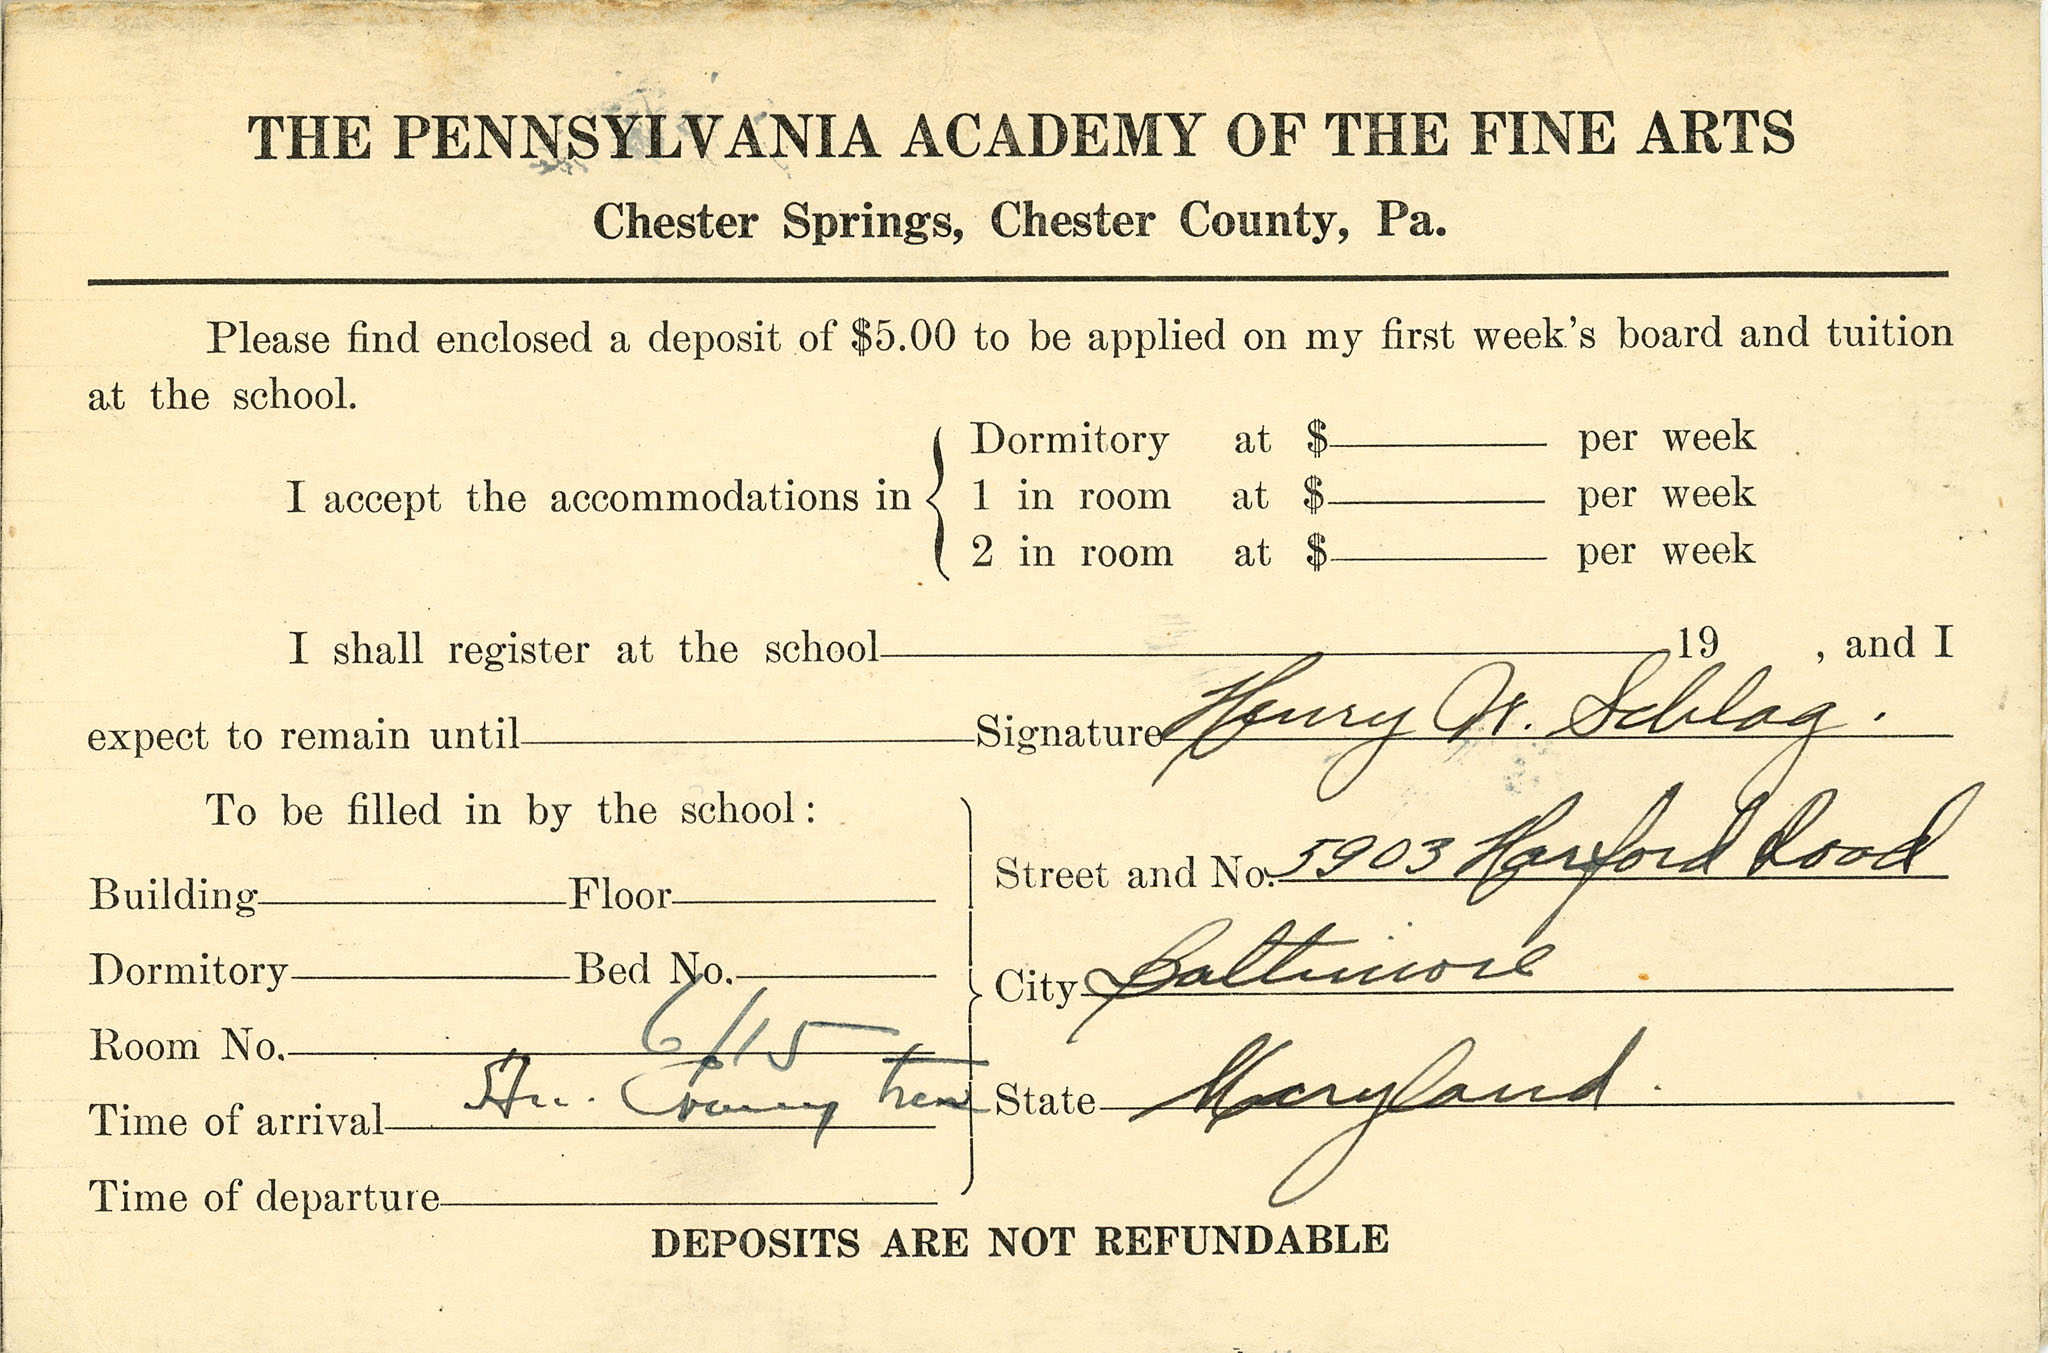 THE PENNSYLVANIA ACADEMY OF THE FINE ARTS
Chester Springs, Chester County, Pa.
Please find enclosed a deposit of $5.00 to be applied on my first week's board and tuition
at the school.
Dormitory at $ per week
I accept the accommodations in 1 in room at $ per week
2 in room at $ per week
I shall register at the school 19 , and I
expect to remain until Signature Henry W. Schlag.
To be filled in by the school:
Street and No. 5903 Harford Road
Building Floor
City Baltimore
Dormitory Bed No.
Room No. 6/15
State Maryland.
Time of arrival
Time of departure
DEPOSITS ARE NOT REFUNDABLE